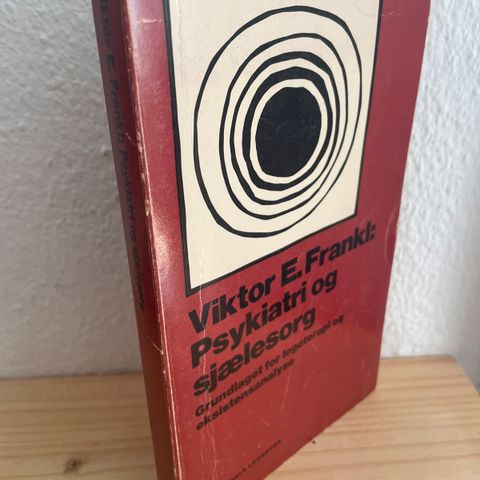 Viktor E. Frankl: Psykiatri og sjælesorg
Viktor E. Frankl:
Psykiatri og
sjælesorg
Grundlaget for logoterapi og
eksistensanalyse